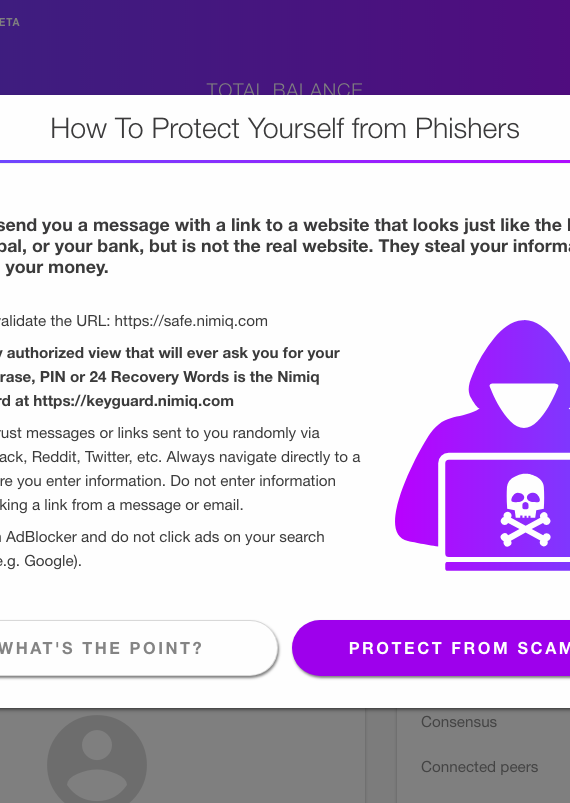 ETA
TOTAL BALANCE
How To Protect Yourself from Phishers
send you a message with a link to a website that looks just like the
pal, or your bank, but is not the real website. They steal your informa
your money.
alidate the URL: https://safe.nimiq.com
y authorized view that will ever ask you for your
rase, PIN or 24 Recovery Words is the Nimiq
rd at https://keyguard.nimiq.com
rust messages or links sent to you randomly via
ack, Reddit, Twitter, etc. Always navigate directly to a
re you enter information. Do not enter information
king a link from a message or email.
AdBlocker and do not click ads on your search
e.g. Google).
WHAT'S THE POINT?
PROTECT FROM SCAM
Consensus
Connected peers